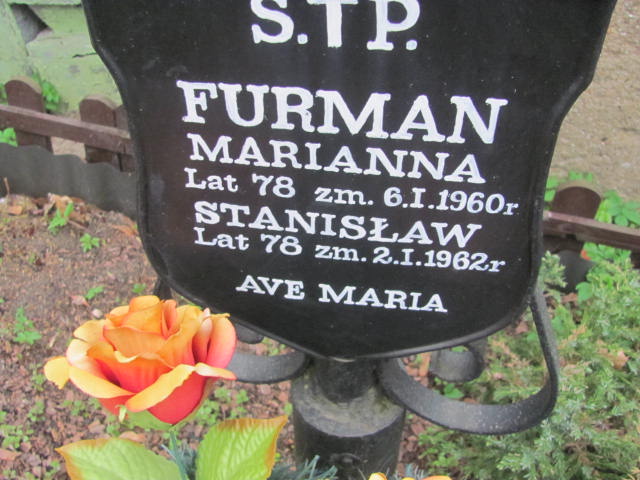 S.†P.
FURMAN
MARIANNA
Lat 78 zm. 6.I.1960r.
STANISŁAW
Lat 78 zm. 2.I.1962r
AVE MARIA